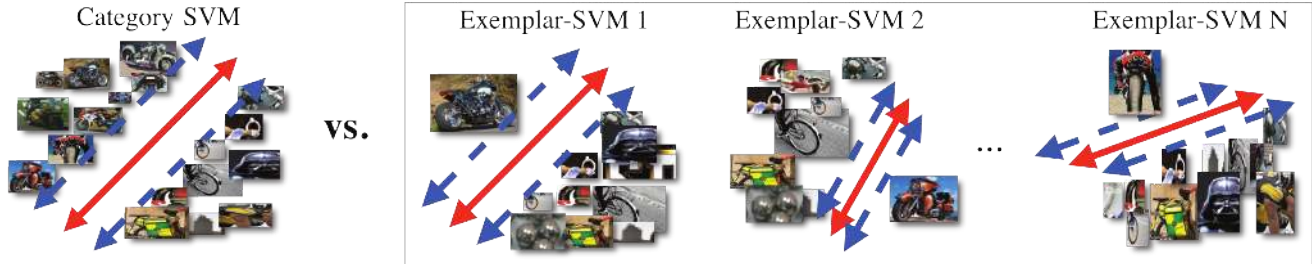 Category SVM
vs.
Exemplar-SVM 1
Exemplar-SVM 2
...
Exemplar-SVM N